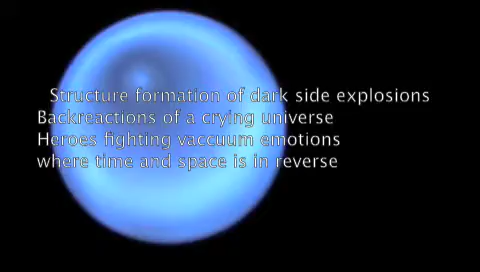 Structure formation of dark side explosions
Backreactions of a crying universe
Heroes fighting vaccuum emotions
where time and space is in reverse